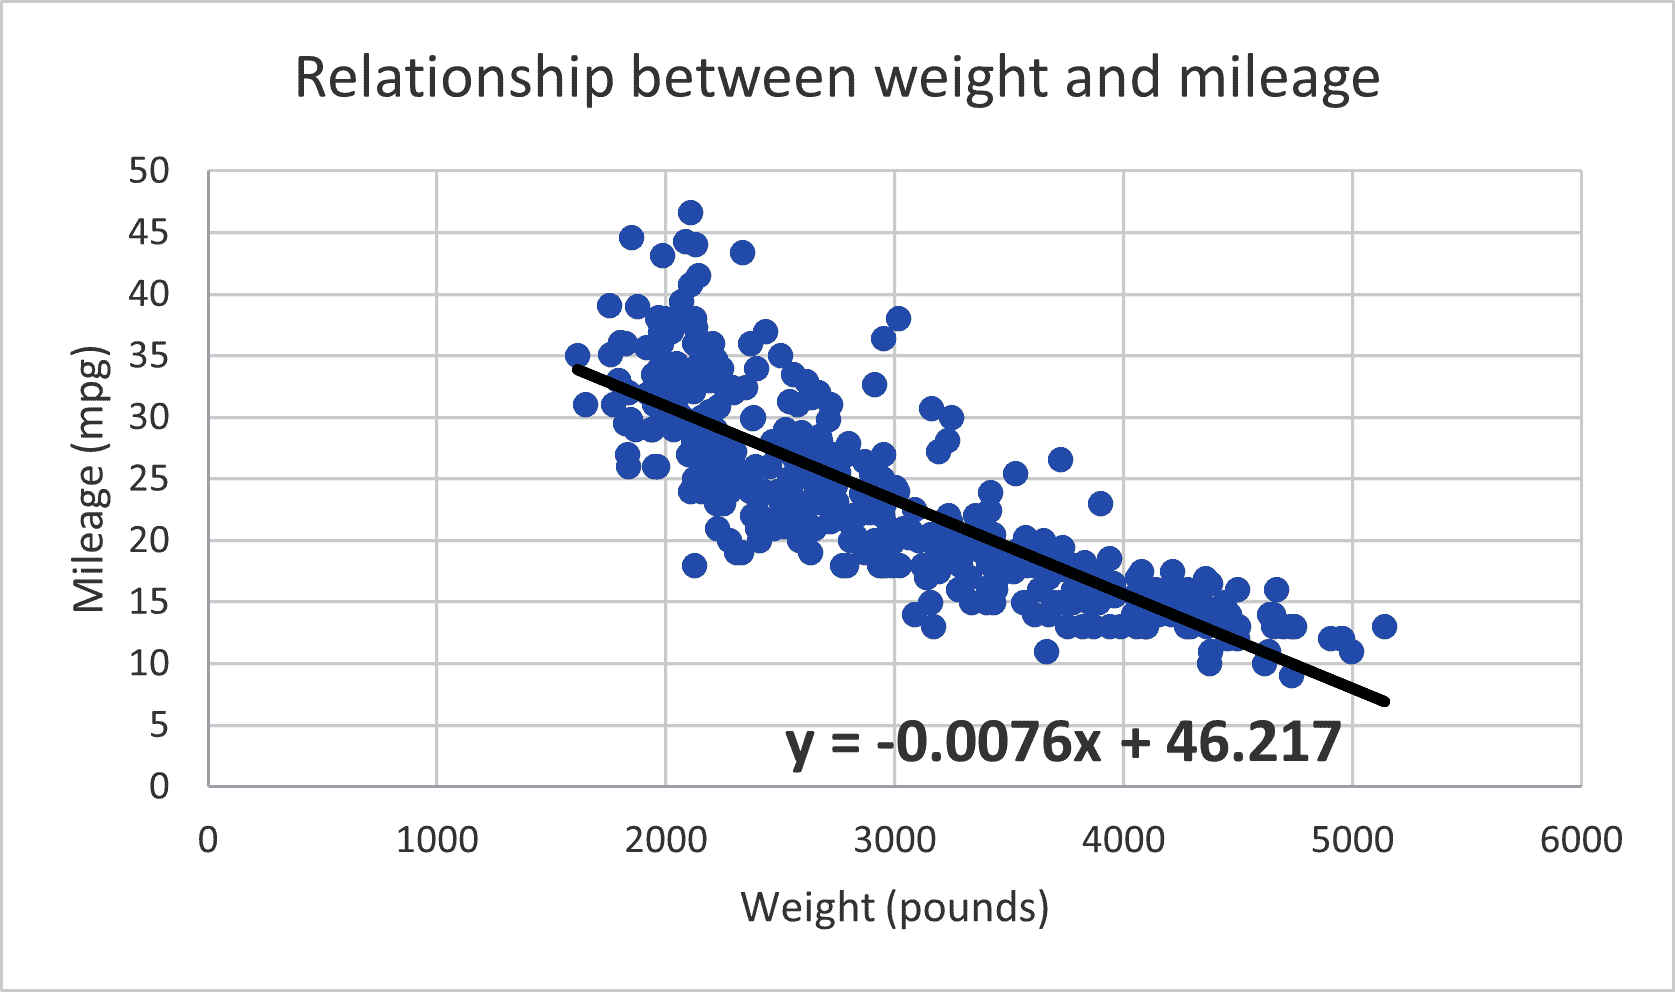 Relationship between weight and mileage
50
45
40
35
30
25
20
15
10
5
0
Mileage (mpg)
y = -0.0076x + 46.217
0 1000 2000 3000 4000 5000 6000
Weight (pounds)